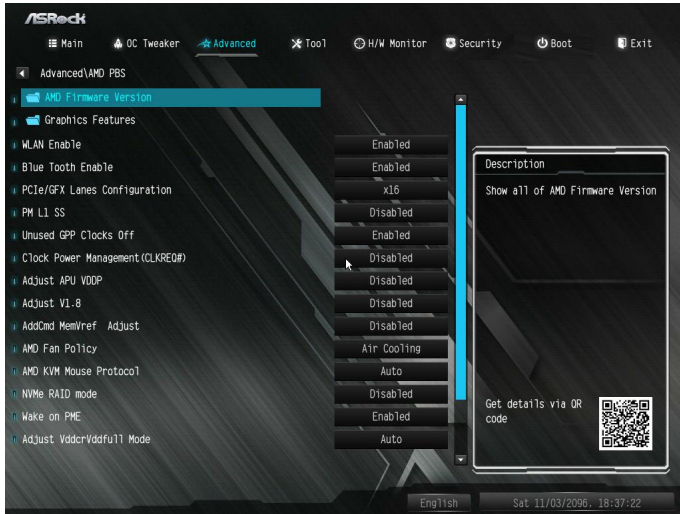 ASRock
Main OC Tweaker Advanced Tool H/W Monitor Security Boot Exit
Advanced\AMD PBS
AMD Firmware Version
Graphics Features
WLAN Enable Enabled
Blue Tooth Enable Enabled
PCIe/GFX Lanes Configuration x16
PM L1 SS Disabled
Unused GPP Clocks Off Enabled
Clock Power Management(CLKREQ#) Disabled
Adjust APU VDDP Disabled
Adjust V1.8 Disabled
AddCmd MemVref Adjust Disabled
AMD Fan Policy Air Cooling
AMD KVM Mouse Protocol Auto
NVMe RAID mode Disabled
Wake on PME Enabled
Adjust VddcrVddfull Mode Auto
Description
Show all of AMD Firmware Version
Get details via QR
code
English
Sat 11/03/2096. 18:37:22